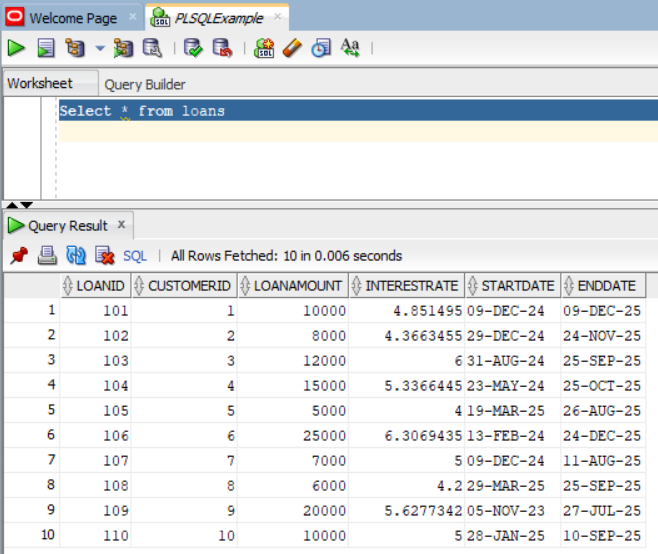 Welcome Page × PLSQLExample ×
SQL SQL Aa
Worksheet Query Builder
Select * from loans
Query Result x
SQL | All Rows Fetched: 10 in 0.006 seconds
LOANID CUSTOMERID LOANAMOUNT INTERESTRATE STARTDATE ENDDATE
1 101 1 10000 4.851495 09-DEC-24 09-DEC-25
2 102 2 8000 4.3663455 29-DEC-24 24-NOV-25
3 103 3 12000 6 31-AUG-24 25-SEP-25
4 104 4 15000 5.3366445 23-MAY-24 25-OCT-25
5 105 5 5000 4 19-MAR-25 26-AUG-25
6 106 6 25000 6.3069435 13-FEB-24 24-DEC-25
7 107 7 7000 5 09-DEC-24 11-AUG-25
8 108 8 6000 4.2 29-MAR-25 25-SEP-25
9 109 9 20000 5.6277342 05-NOV-23 27-JUL-25
10 110 10 10000 5 28-JAN-25 10-SEP-25